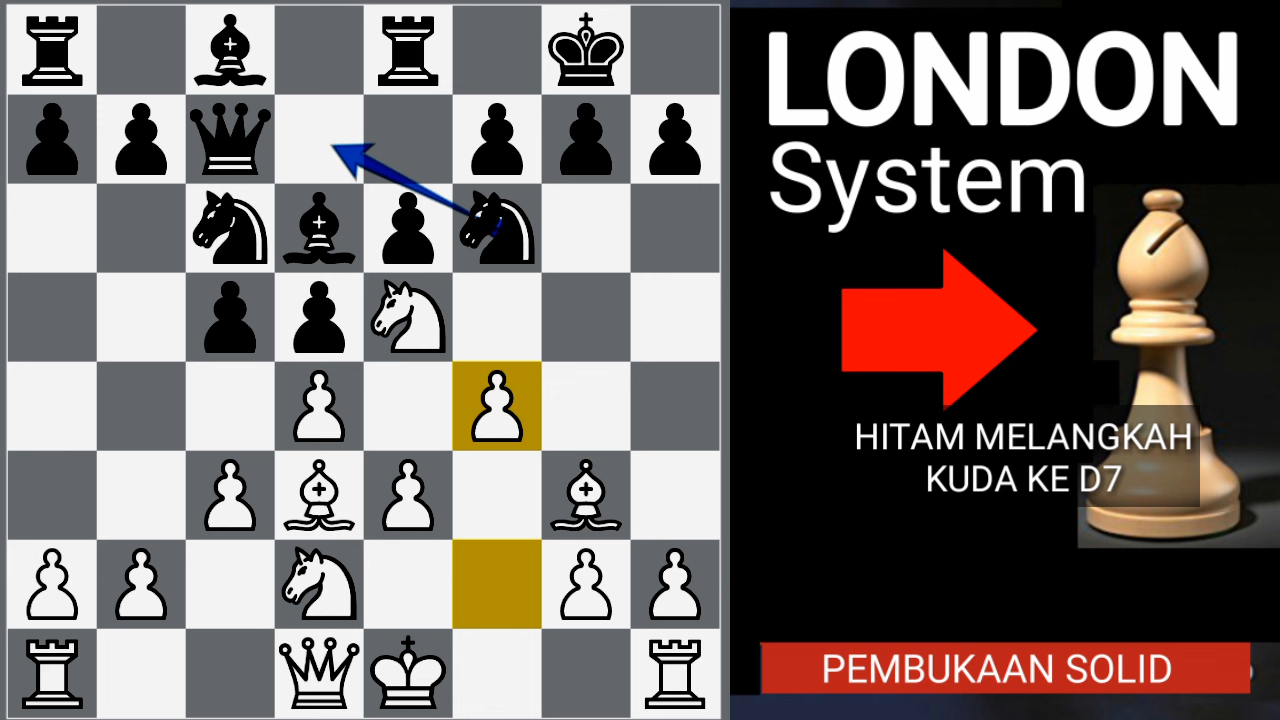 LONDON
System
HITAM MELANGKAH
KUDA KE D7
PEMBUKAAN SOLID